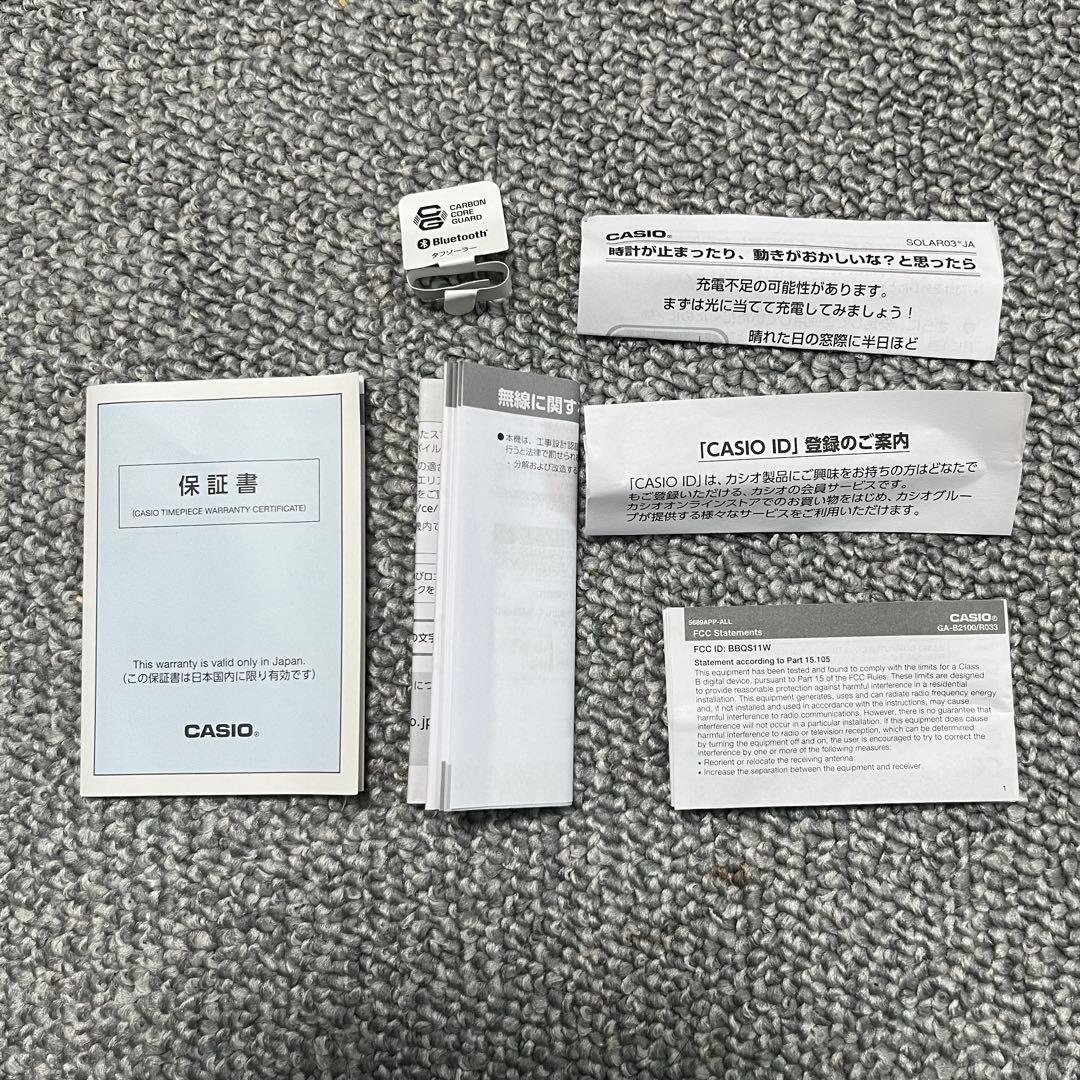 CARBON
CORE
GUARD
Bluetooth
タフソーラー
CASIO®
SOLAR03*JA
時計が止まったり、動きがおかしいな？と思ったら
充電不足の可能性があります。
まずは光に当てて充電してみましょう！
晴れた日の窓際に半日ほど
保証書
(CASIO TIMEPIECE WARRANTY CERTIFICATE)
This warranty is valid only in Japan.
(この保証書は日本国内に限り有効です)
CASIO®
無線に関す
●本機は、工事設計認
行うと法律で罰せられ
・分解および改造す
「CASIO ID」登録のご案内
「CASIO ID」は、カシオ製品にご興味をお持ちの方はどなたで
もご登録いただける、カシオの会員サービスです。
カシオオンラインストアでのお買い物をはじめ、カシオグルー
プが提供する様々なサービスをご利用いただけます。
5689APP-ALL
CASIO®
FCC Statements
GA-B2100/R033
FCC ID: BBQS11W
Statement according to Part 15.105
This equipment has been tested and found to comply with the limits for a Class
B digital device, pursuant to Part 15 of the FCC Rules. These limits are designed
to provide reasonable protection against harmful interference in a residential
installation. This equipment generates, uses and can radiate radio frequency energy
and, if not installed and used in accordance with the instructions, may cause
harmful interference to radio communications. However, there is no guarantee that
interference will not occur in a particular installation. If this equipment does cause
harmful interference to radio or television reception, which can be determined
by turning the equipment off and on, the user is encouraged to try to correct the
interference by one or more of the following measures:
• Reorient or relocate the receiving antenna.
• Increase the separation between the equipment and receiver.
1